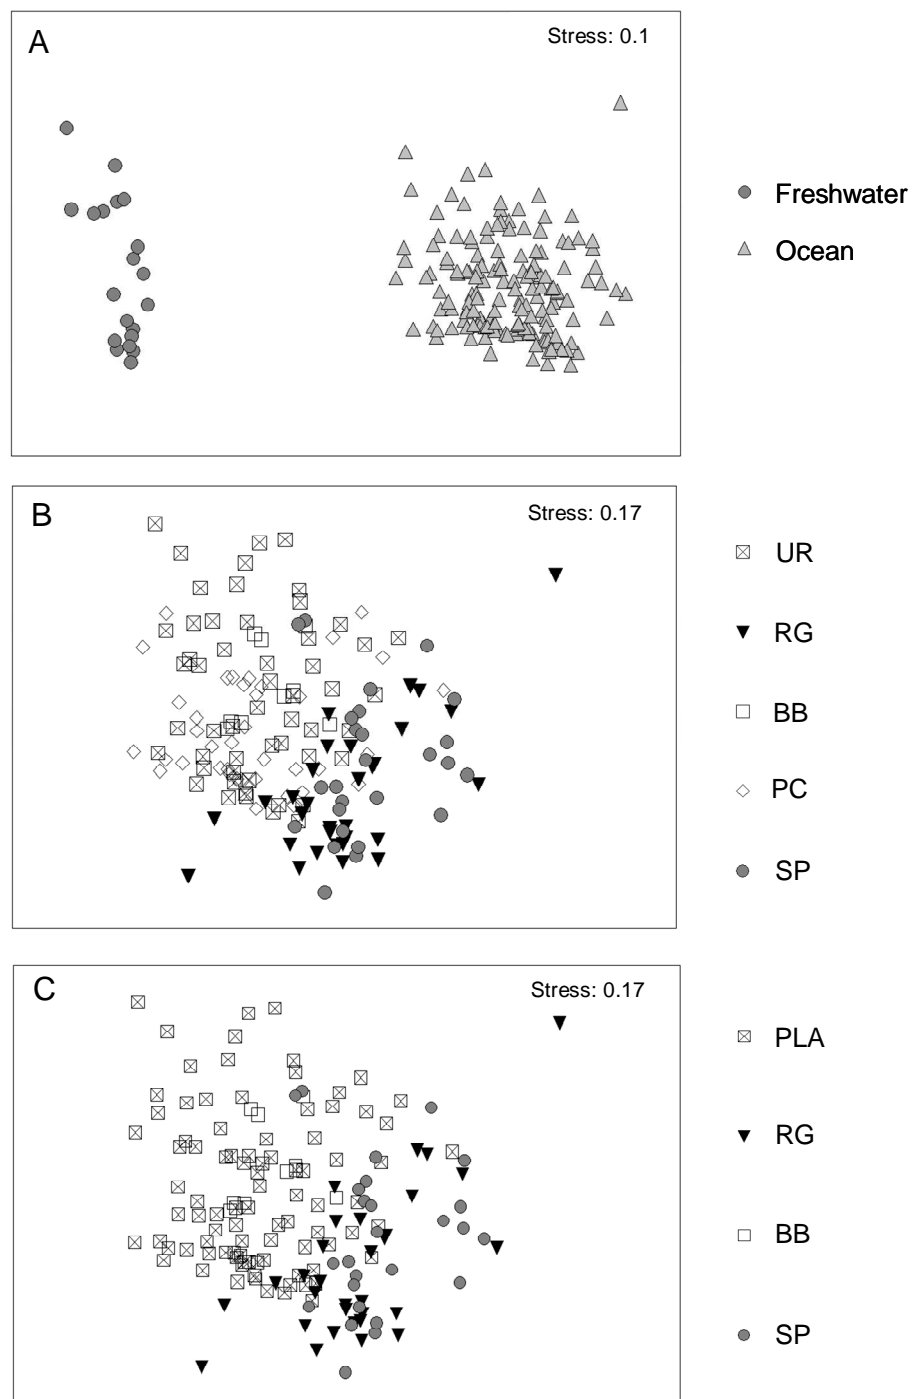 A
Stress: 0.1
Freshwater
Ocean
B
Stress: 0.17
UR
RG
BB
PC
SP
C
Stress: 0.17
PLA
RG
BB
SP